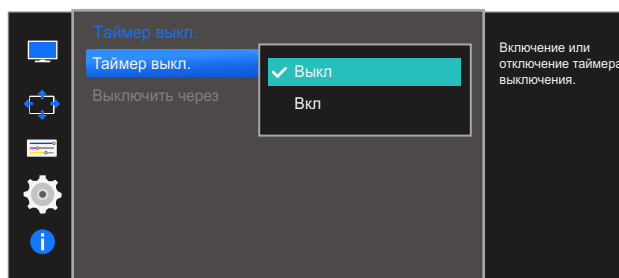 Таймер выкл.
Таймер выкл.
Выключить через
Выкл
Вкл
Включение или
отключение таймера
выключения.